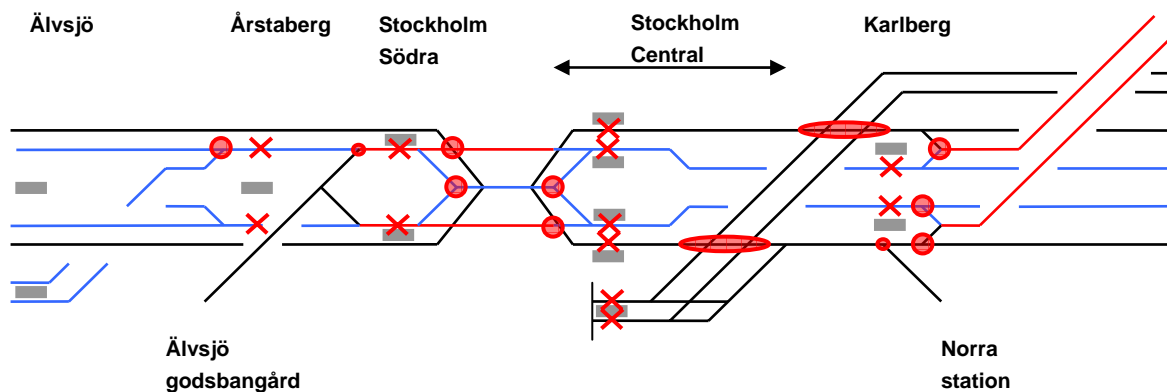 Älvsjö
Årstaberg
Stockholm
Södra
Stockholm
Central
Karlberg
Älvsjö
godsbangård
Norra
station